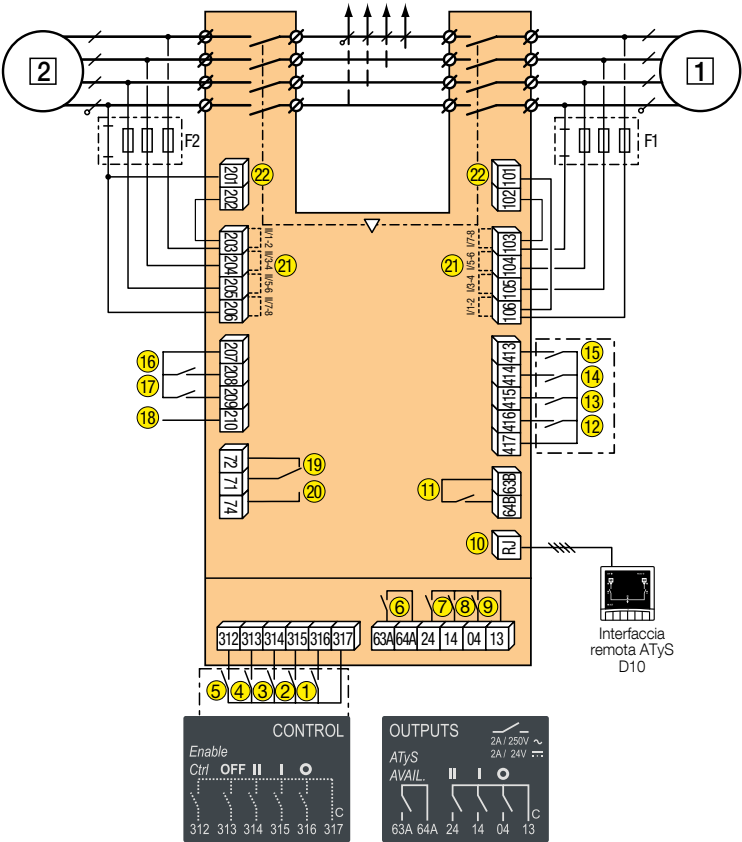 2
1
F2
F1
201
202
22
22
101
102
203
204
205
206
II/1-2
II/3-4
II/5-6
II/7-8
21
21
I/7-8
I/5-6
I/3-4
I/1-2
103
104
105
106
16
17
18
207
208
209
210
413
414
415
416
417
15
14
13
12
72
71
74
19
20
11
63B
64B
10
RJ
Interfaccia
remota ATyS
D10
6
7
8
9
312 313 314 315 316 317
63A 64A 24 14 04 13
5 4 3 2 1
CONTROL
Enable
Ctrl OFF II I O
C
312 313 314 315 316 317
OUTPUTS
2A / 250V ~
2A / 24V ⎓
ATyS
AVAIL. II I O
C
63A 64A 24 14 04 13